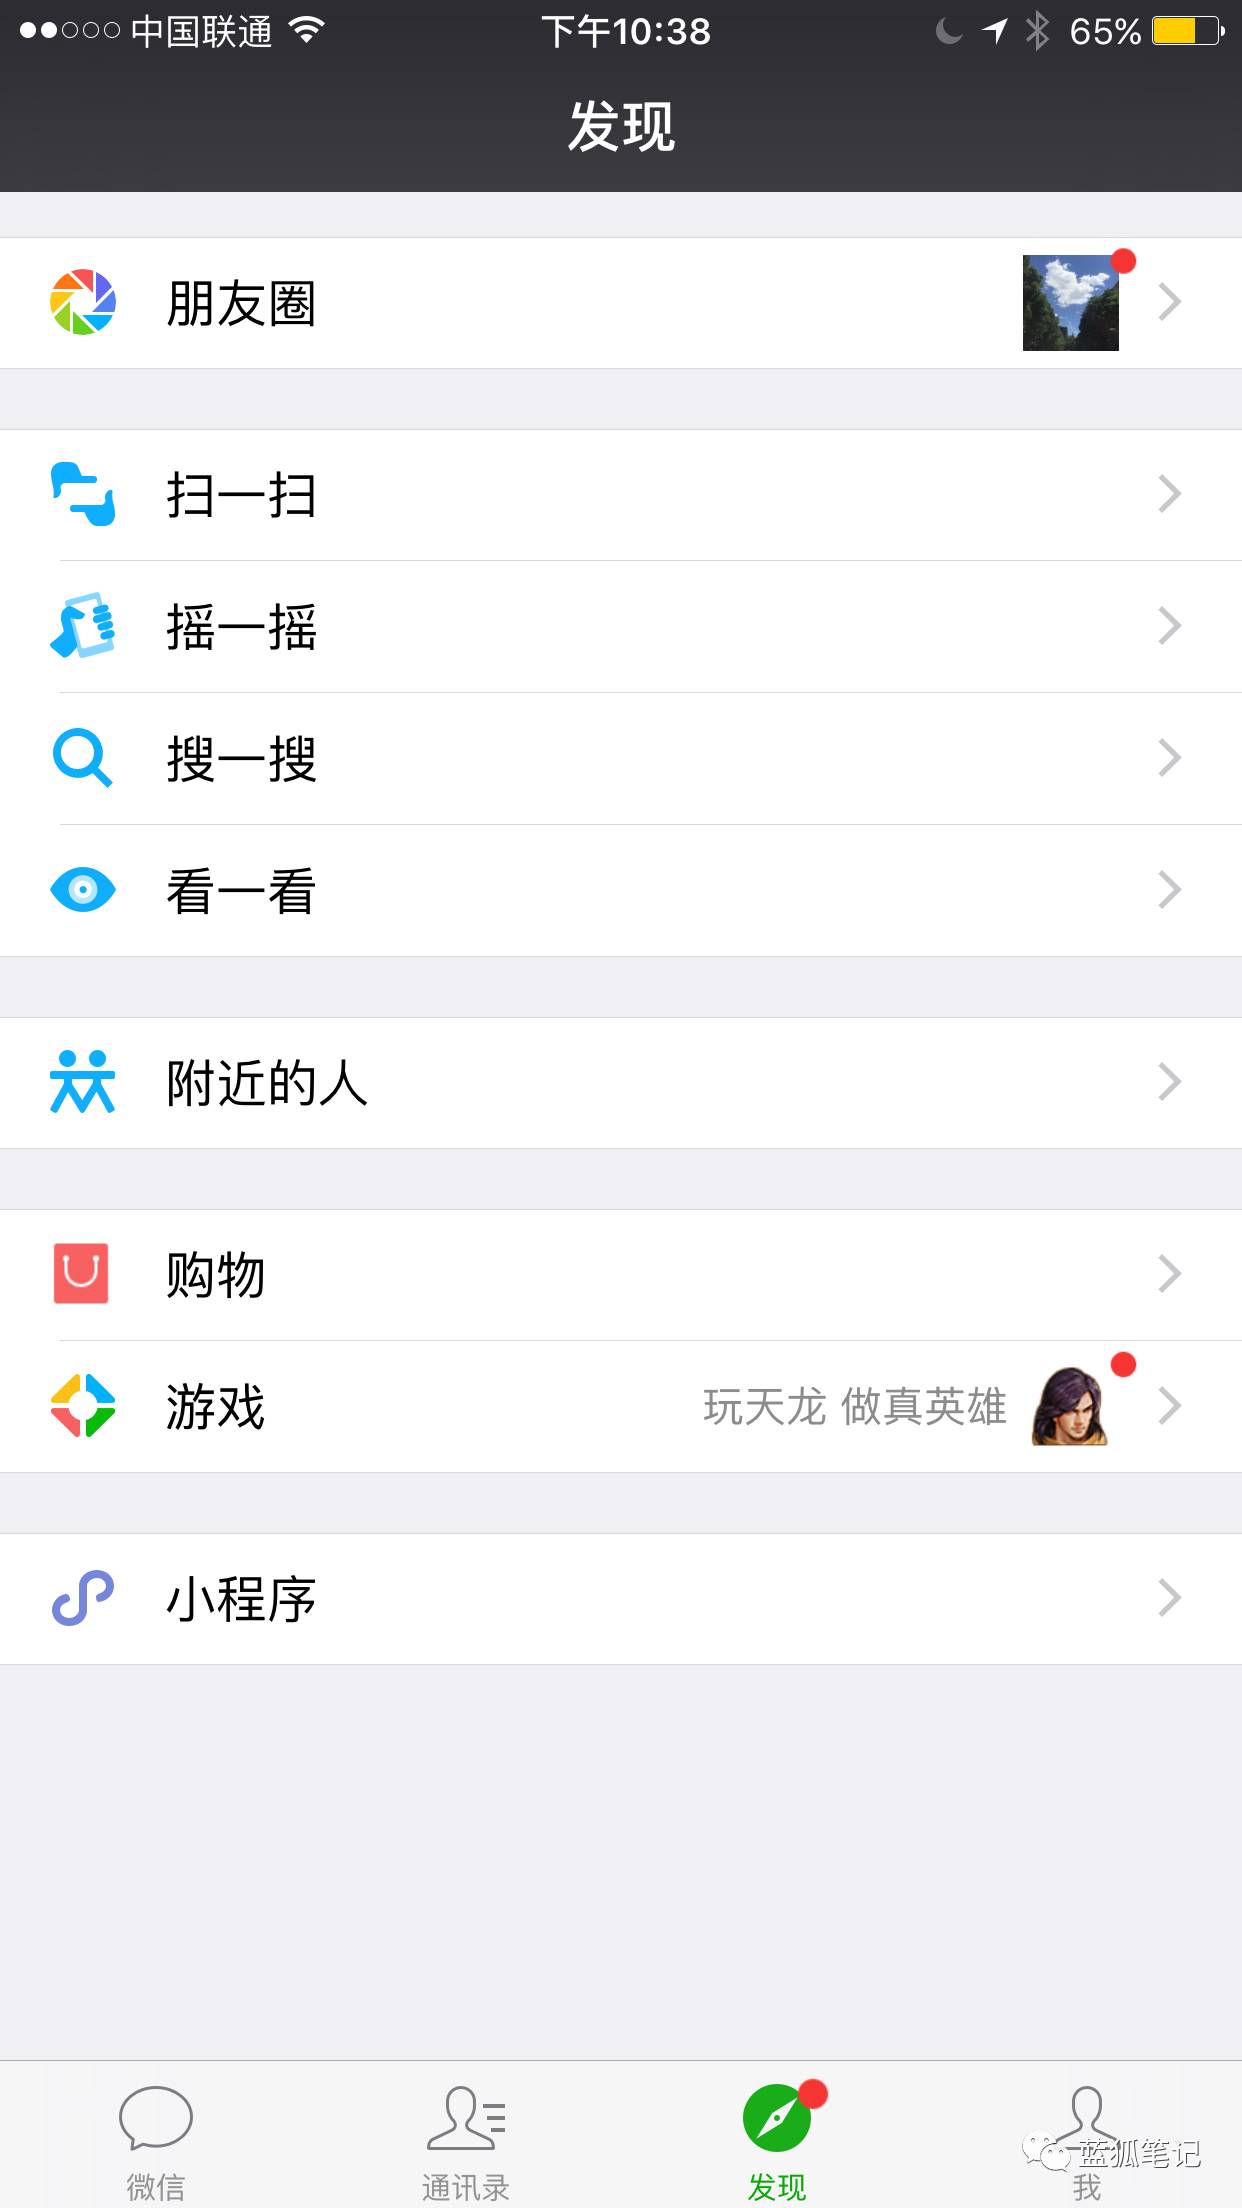 中国联通 下午10:38 65%
发现
朋友圈
扫一扫
摇一摇
搜一搜
看一看
附近的人
购物
游戏 玩天龙 做真英雄
小程序
微信 通讯录 发现 我
蓝狐笔记